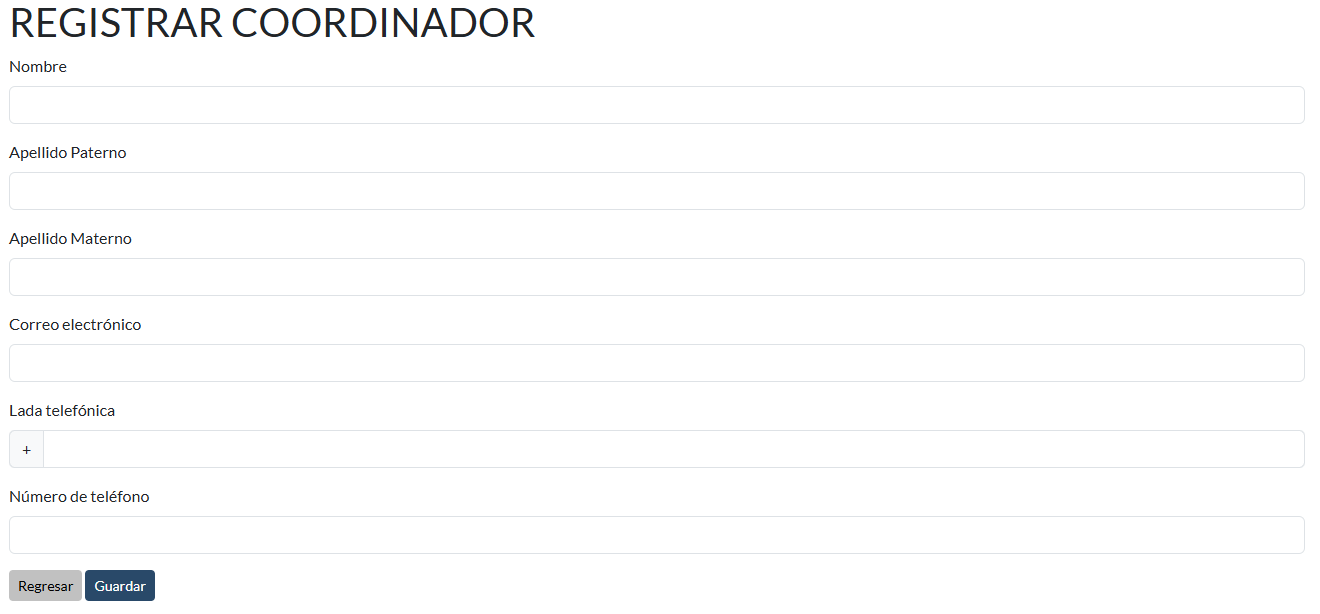 REGISTRAR COORDINADOR
Nombre
Apellido Paterno
Apellido Materno
Correo electrónico
Lada telefónica
+
Número de teléfono
Regresar Guardar